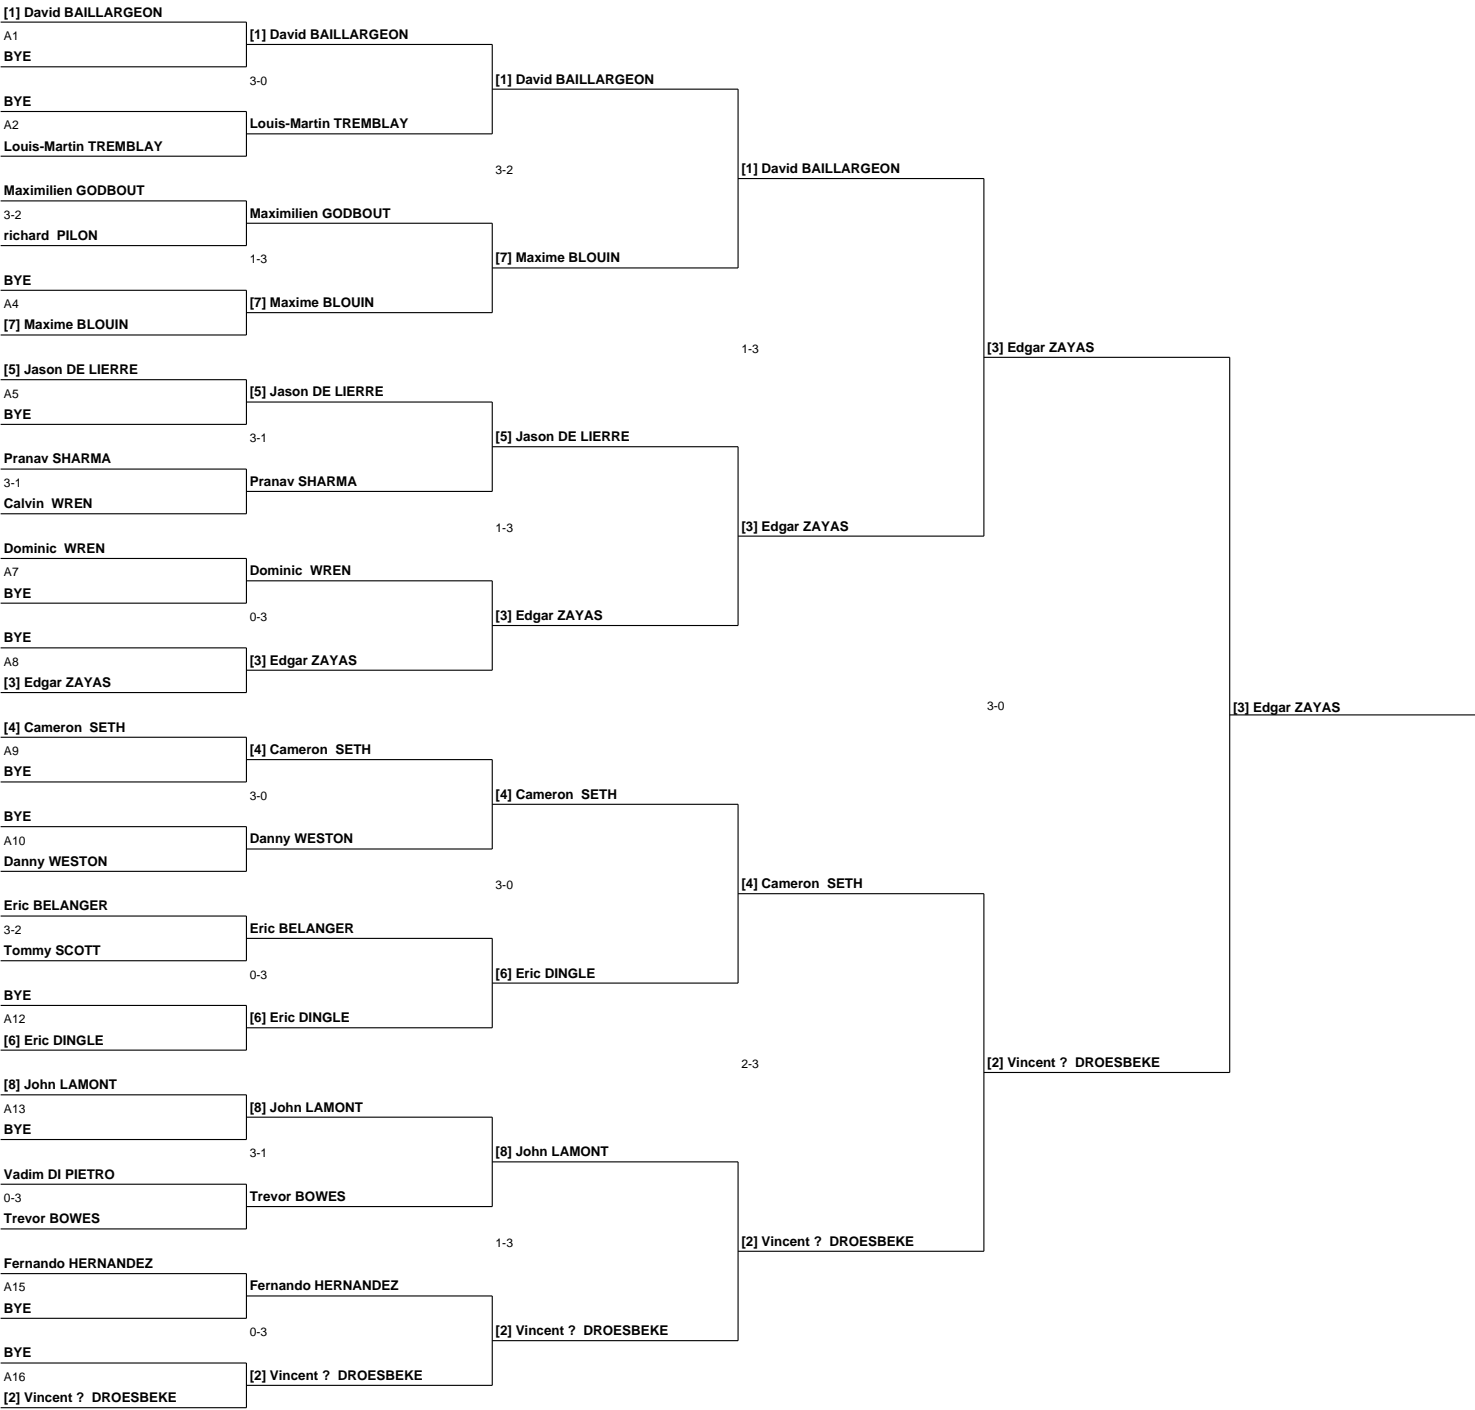 [1] David BAILLARGEON
A1
BYE
BYE
A2
Louis-Martin TREMBLAY
Maximilien GODBOUT
3-2
richard  PILON
BYE
A4
[7] Maxime BLOUIN
[5] Jason DE LIERRE
A5
BYE
Pranav SHARMA
3-1
Calvin  WREN
Dominic  WREN
A7
BYE
BYE
A8
[3] Edgar ZAYAS
[4] Cameron  SETH
A9
BYE
BYE
A10
Danny WESTON
Eric BELANGER
3-2
Tommy SCOTT
BYE
A12
[6] Eric DINGLE
[8] John LAMONT
A13
BYE
Vadim DI PIETRO
0-3
Trevor BOWES
Fernando HERNANDEZ
A15
BYE
BYE
A16
[2] Vincent ?  DROESBEKE
[1] David BAILLARGEON
3-0
Louis-Martin TREMBLAY
Maximilien GODBOUT
1-3
[7] Maxime BLOUIN
[5] Jason DE LIERRE
3-1
Pranav SHARMA
Dominic  WREN
0-3
[3] Edgar ZAYAS
[4] Cameron  SETH
3-0
Danny WESTON
Eric BELANGER
0-3
[6] Eric DINGLE
[8] John LAMONT
3-1
Trevor BOWES
Fernando HERNANDEZ
0-3
[2] Vincent ?  DROESBEKE
[1] David BAILLARGEON
3-2
[7] Maxime BLOUIN
[5] Jason DE LIERRE
1-3
[3] Edgar ZAYAS
[4] Cameron  SETH
3-0
[6] Eric DINGLE
[8] John LAMONT
1-3
[2] Vincent ?  DROESBEKE
[1] David BAILLARGEON
1-3
[3] Edgar ZAYAS
[4] Cameron  SETH
2-3
[2] Vincent ?  DROESBEKE
[3] Edgar ZAYAS
3-0
[2] Vincent ?  DROESBEKE
[3] Edgar ZAYAS